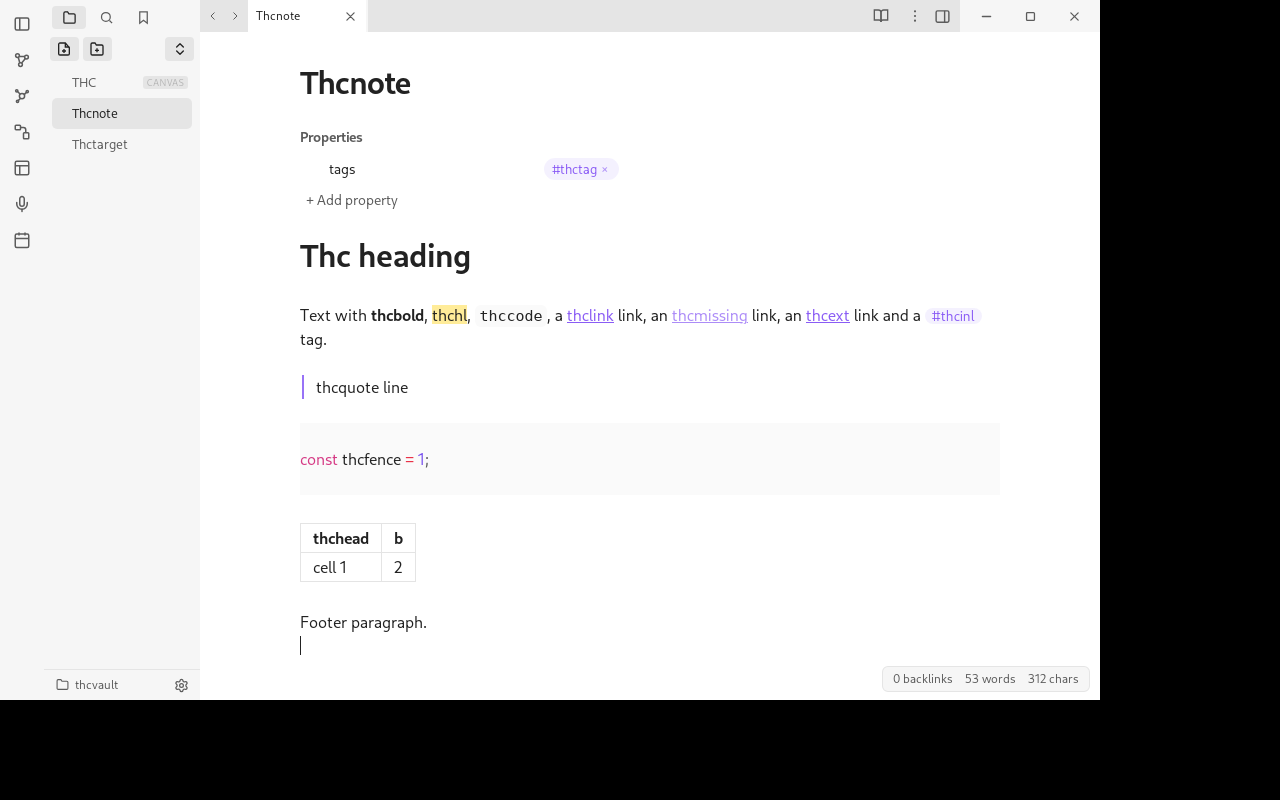 Thcnote
THC CANVAS
Thcnote
Thctarget
thcvault
Thcnote
Properties
tags #thctag ×
+ Add property
Thc heading
Text with thcbold, thchl, thccode, a thclink link, an thcmissing link, an thcext link and a #thcinl
tag.
thcquote line
const thcfence = 1;
thchead b
cell 1 2
Footer paragraph.
0 backlinks 53 words 312 chars